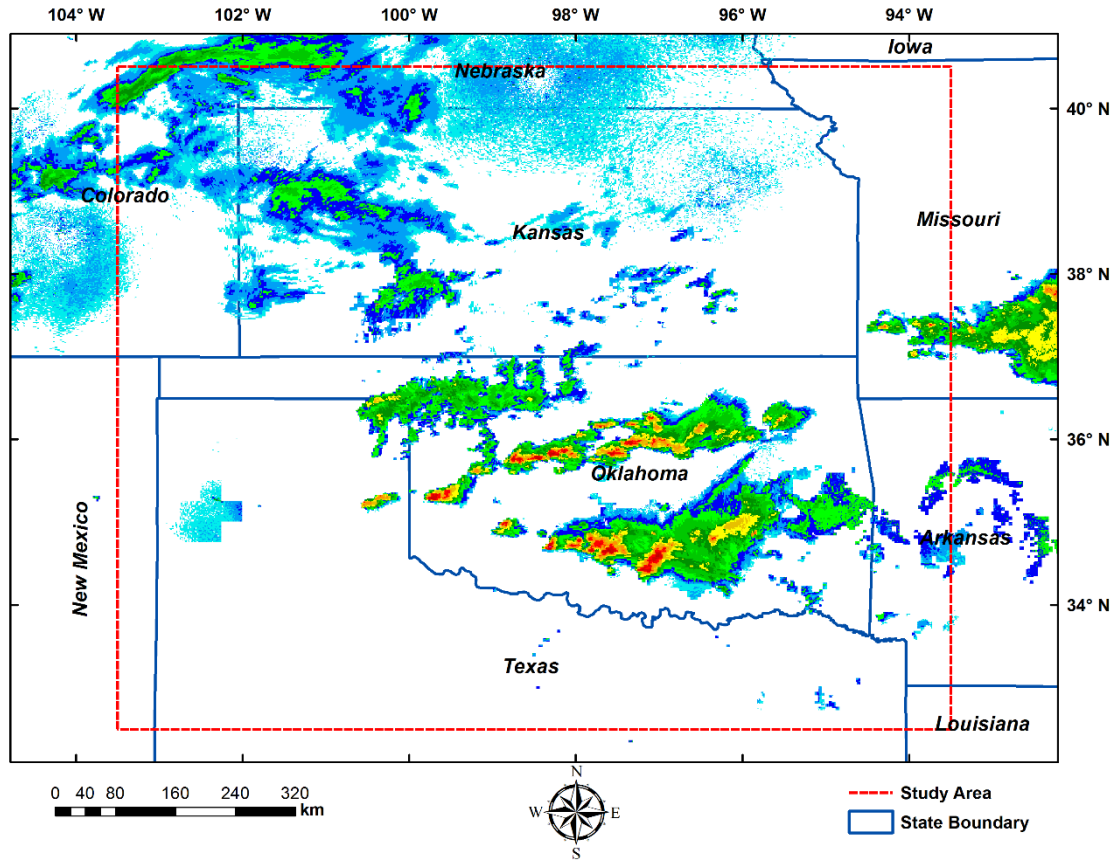 104° W 102° W 100° W 98° W 96° W 94° W
Iowa
Nebraska
40° N
Colorado
Missouri
Kansas
38° N
36° N
Oklahoma
New Mexico
Arkansas
34° N
Texas
Louisiana
0 40 80 160 240 320
km
N
W E
S
Study Area
State Boundary